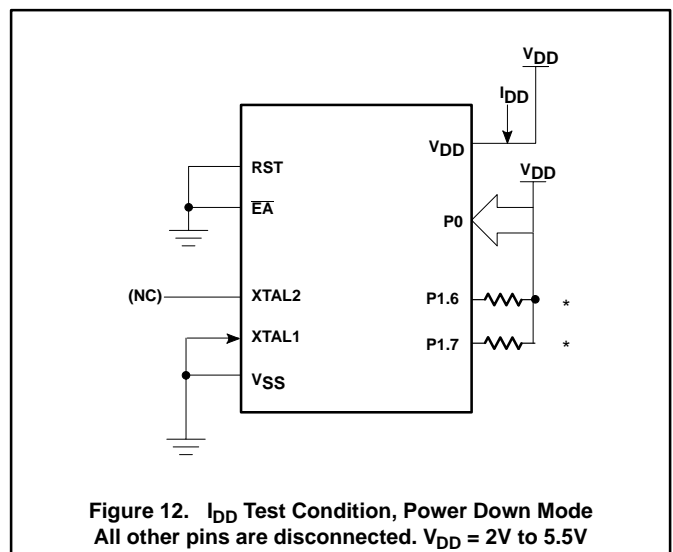 VDD
IDD
VDD
VDD
RST
EA
P0
(NC)
XTAL2
P1.6
*
XTAL1
P1.7
*
VSS
Figure 12. IDD Test Condition, Power Down Mode
All other pins are disconnected. VDD = 2V to 5.5V